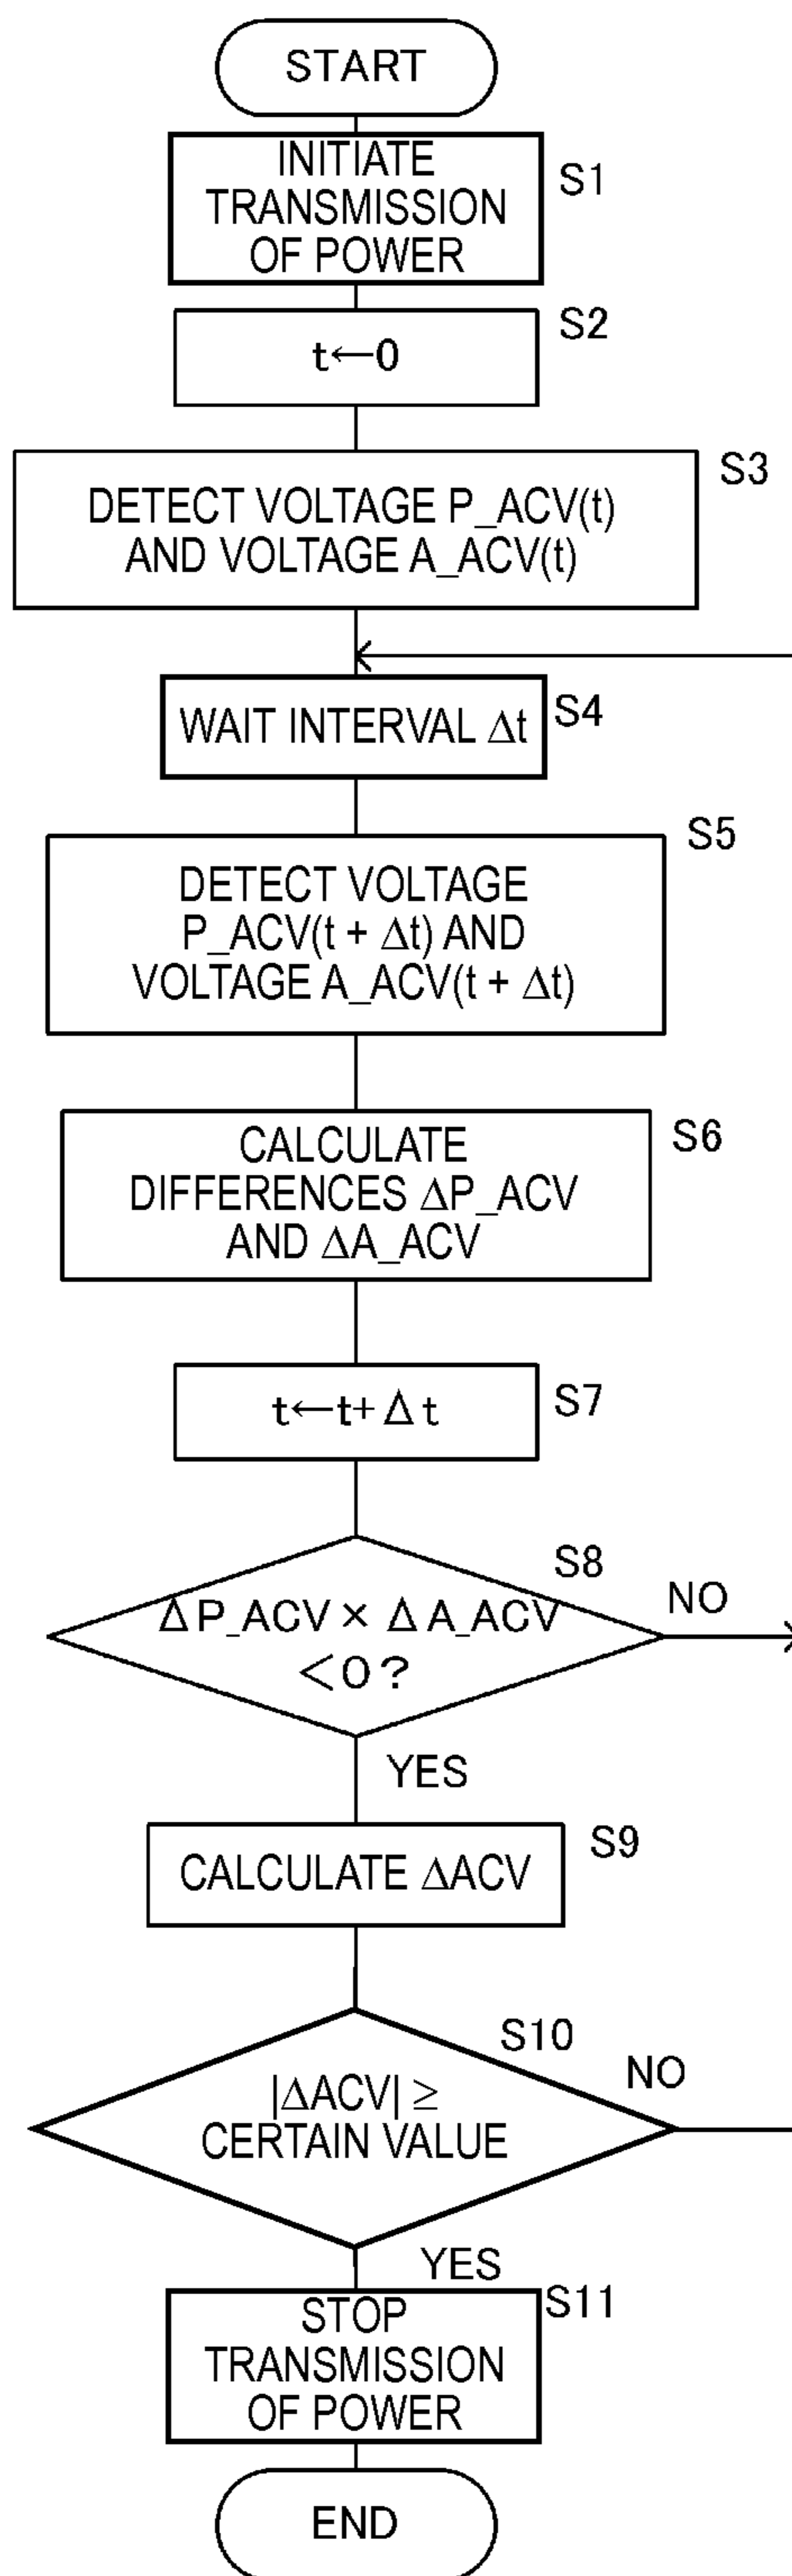 START
INITIATE
TRANSMISSION
OF POWER
S1
t←0
S2
DETECT VOLTAGE P_ACV(t)
AND VOLTAGE A_ACV(t)
S3
WAIT INTERVAL Δt
S4
DETECT VOLTAGE
P_ACV(t + Δt) AND
VOLTAGE A_ACV(t + Δt)
S5
CALCULATE
DIFFERENCES ΔP_ACV
AND ΔA_ACV
S6
t←t+Δt
S7
ΔP_ACV × ΔA_ACV
<0?
S8
NO
YES
CALCULATE ΔACV
S9
|ΔACV| ≥
CERTAIN VALUE
S10
NO
YES
STOP
TRANSMISSION
OF POWER
S11
END